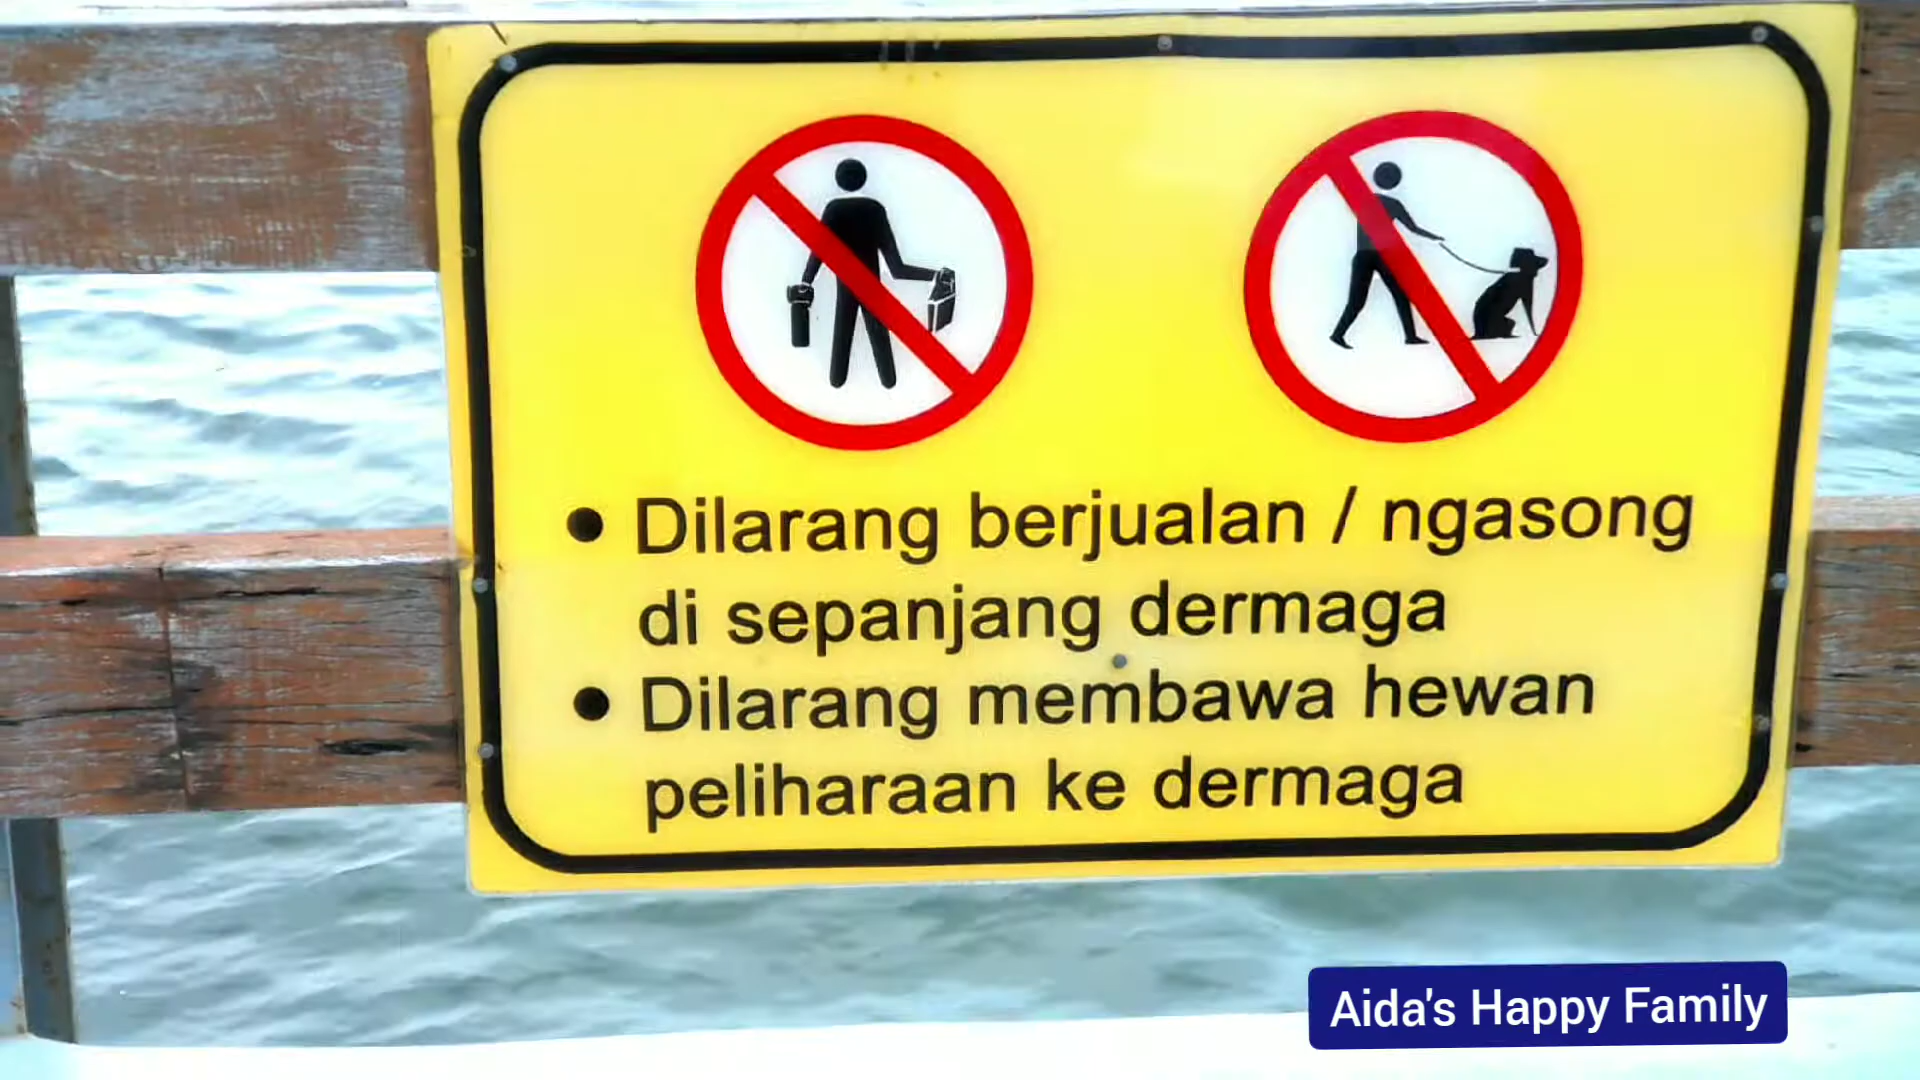 • Dilarang berjualan / ngasong
di sepanjang dermaga
• Dilarang membawa hewan
peliharaan ke dermaga
Aida's Happy Family